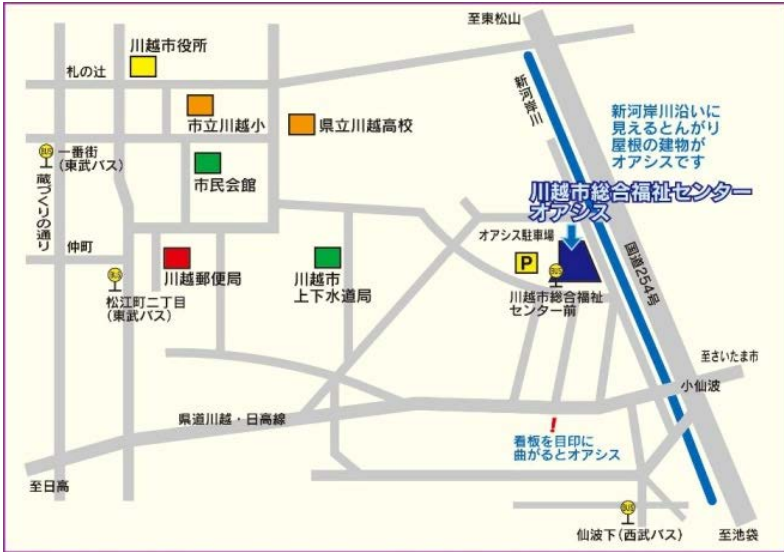 至東松山
川越市役所
札の辻
新河岸川
市立川越小
県立川越高校
新河岸川沿いに
見えるとんがり
屋根の建物が
オアシスです
BUS
一番街
(東武バス)
市民会館
蔵づくりの通り
川越市総合福祉センター
オアシス
オアシス駐車場
仲町
P
BUS
国道254号
川越郵便局
川越市
上下水道局
BUS
川越市総合福祉
センター前
松江町二丁目
(東武バス)
至さいたま市
小仙波
県道川越・日高線
!
看板を目印に
曲がるとオアシス
至日高
BUS
仙波下(西武バス)
至池袋